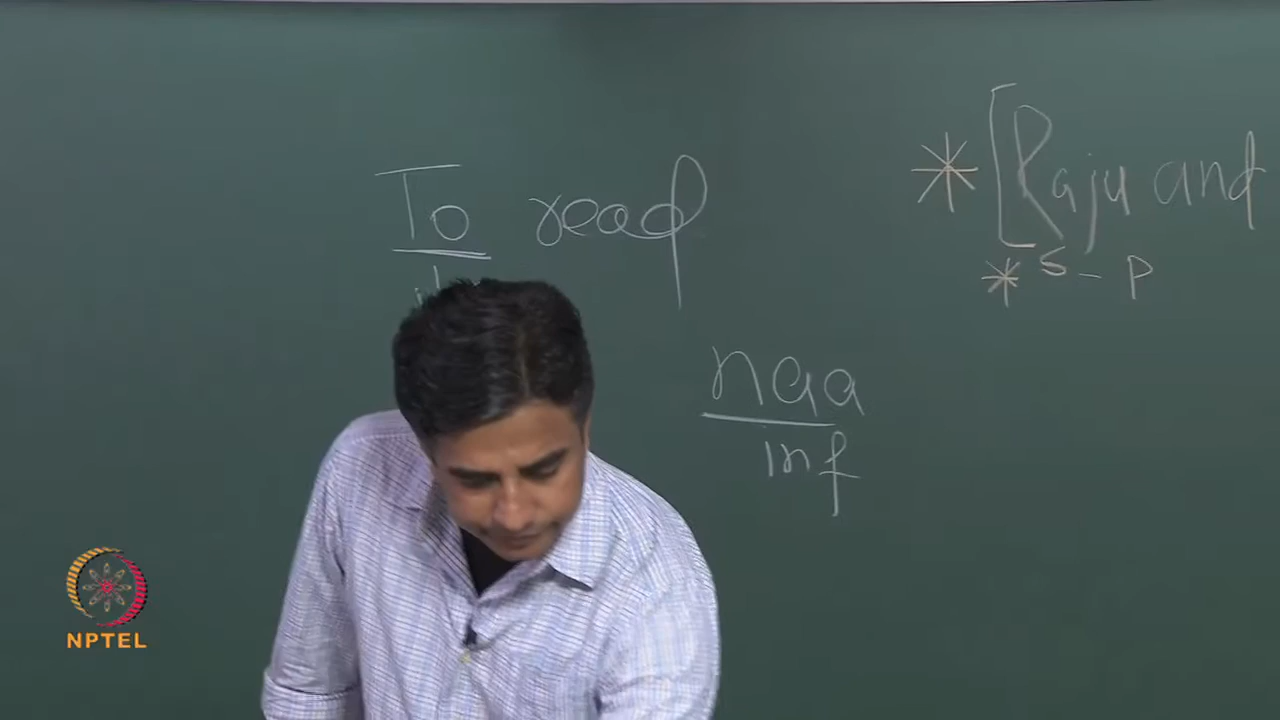 To read
* [Raju and
* S - P
naa
inf
NPTEL